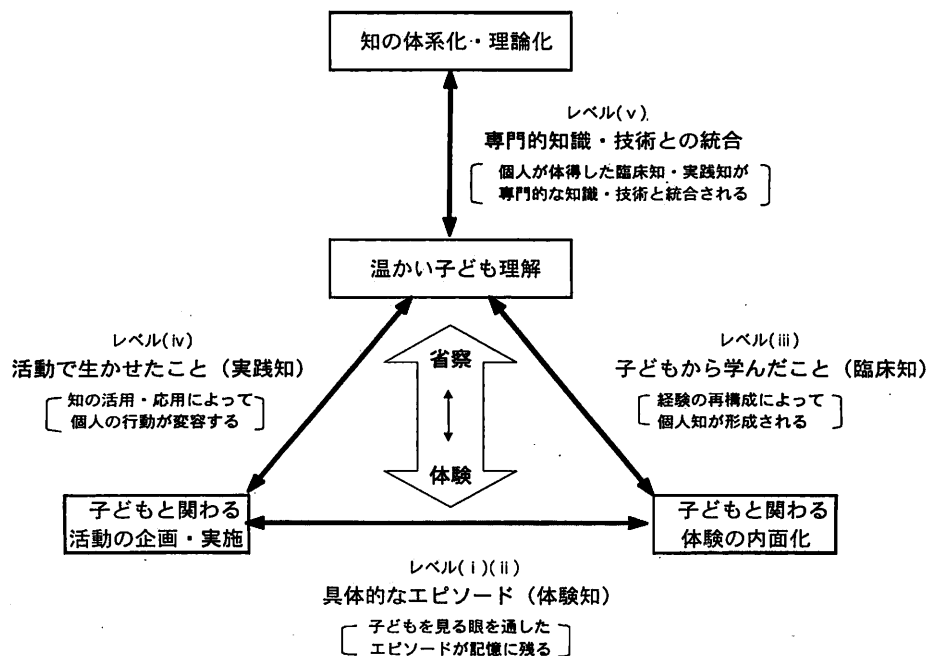 知の体系化・理論化
レベル(ⅴ)
専門的知識・技術との統合
個人が体得した臨床知・実践知が
専門的な知識・技術と統合される
温かい子ども理解
レベル(ⅳ)
活動で生かせたこと（実践知）
知の活用・応用によって
個人の行動が変容する
省察
体験
レベル(ⅲ)
子どもから学んだこと（臨床知）
経験の再構成によって
個人知が形成される
子どもと関わる
活動の企画・実施
子どもと関わる
体験の内面化
レベル(ⅰ)(ⅱ)
具体的なエピソード（体験知）
子どもを見る眼を通した
エピソードが記憶に残る